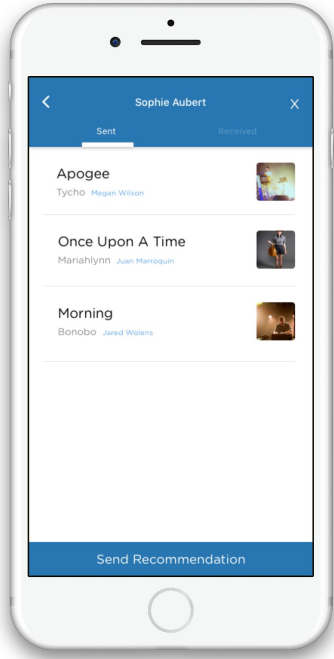 Sophie Aubert X
Sent Received
Apogee
Tycho Megan Wilson
Once Upon A Time
Mariahlynn Juan Marroquin
Morning
Bonobo Jared Wolens
Send Recommendation